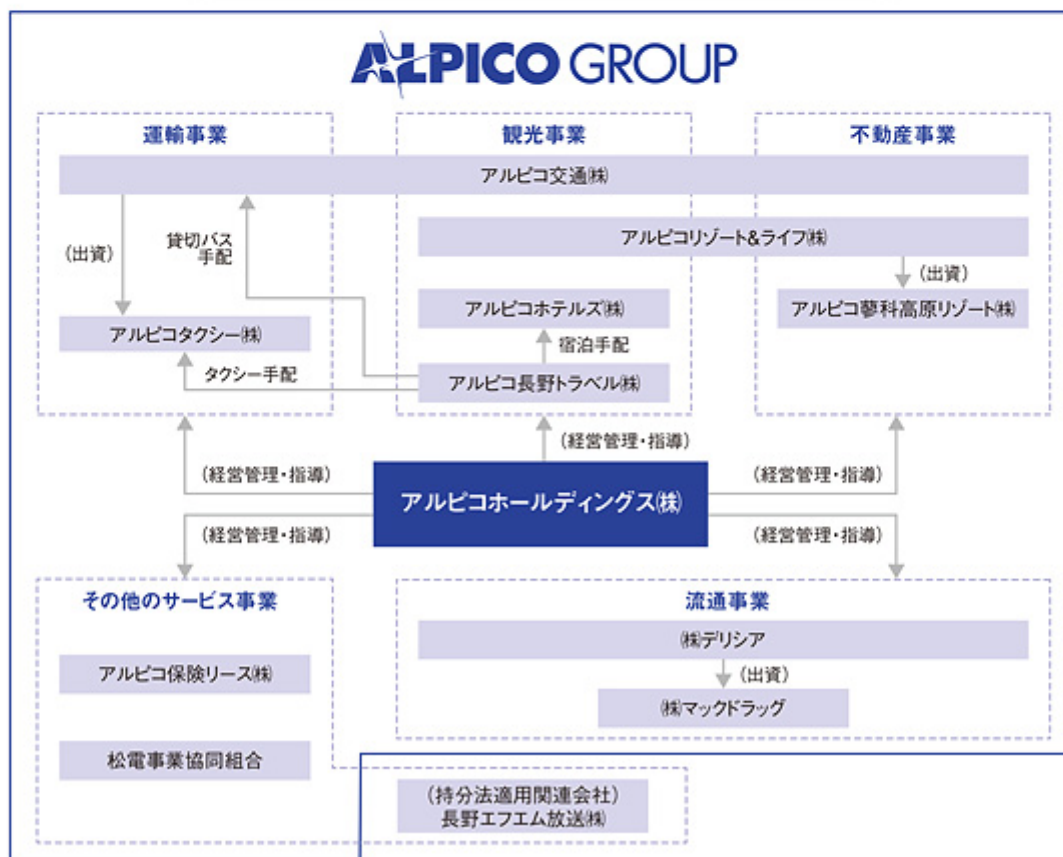 ALPICO GROUP
運輸事業
観光事業
不動産事業
アルピコ交通㈱
(出資)
貸切バス
手配
アルピコリゾート&ライフ㈱
(出資)
アルピコタクシー㈱
アルピコホテルズ㈱
アルピコ蓼科高原リゾート㈱
タクシー手配
宿泊手配
アルピコ長野トラベル㈱
(経営管理・指導)
(経営管理・指導)
(経営管理・指導)
アルピコホールディングス㈱
(経営管理・指導)
(経営管理・指導)
その他のサービス事業
流通事業
アルピコ保険リース㈱
松電事業協同組合
㈱デリシア
(出資)
㈱マックドラッグ
(持分法適用関連会社)
長野エフエム放送㈱